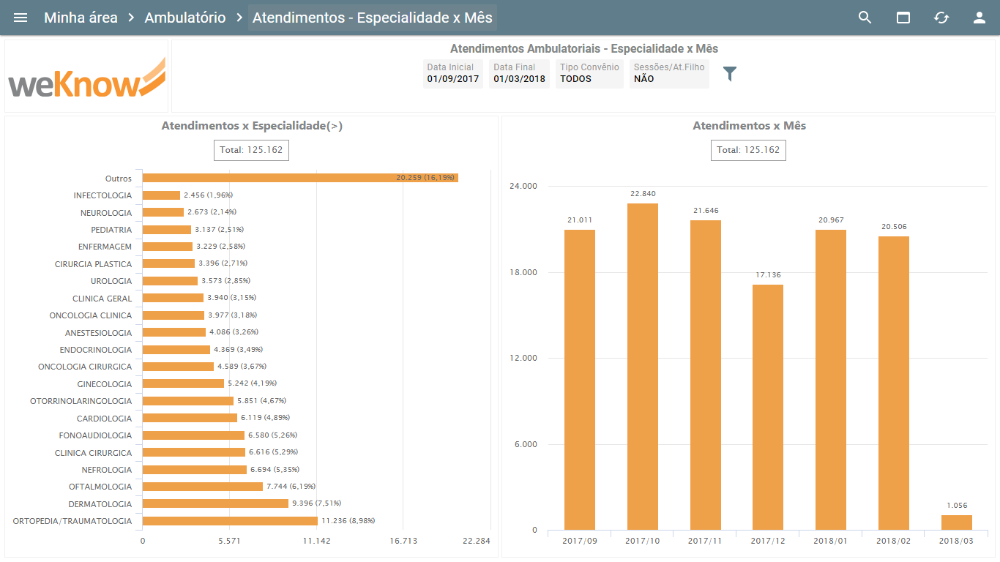 Minha área > Ambulatório > Atendimentos - Especialidade x Mês
weKnow
Atendimentos Ambulatoriais - Especialidade x Mês
Data Inicial
01/09/2017
Data Final
01/03/2018
Tipo Convênio
TODOS
Sessões/At.Filho
NÃO
Atendimentos x Especialidade(>)
Total: 125.162
Outros 20.259 (16,19%)
INFECTOLOGIA 2.456 (1,96%)
NEUROLOGIA 2.673 (2,14%)
PEDIATRIA 3.137 (2,51%)
ENFERMAGEM 3.229 (2,58%)
CIRURGIA PLASTICA 3.396 (2,71%)
UROLOGIA 3.573 (2,85%)
CLINICA GERAL 3.940 (3,15%)
ONCOLOGIA CLINICA 3.977 (3,18%)
ANESTESIOLOGIA 4.086 (3,26%)
ENDOCRINOLOGIA 4.369 (3,49%)
ONCOLOGIA CIRURGICA 4.589 (3,67%)
GINECOLOGIA 5.242 (4,19%)
OTORRINOLARINGOLOGIA 5.851 (4,67%)
CARDIOLOGIA 6.119 (4,89%)
FONOAUDIOLOGIA 6.580 (5,26%)
CLINICA CIRURGICA 6.616 (5,29%)
NEFROLOGIA 6.694 (5,35%)
OFTALMOLOGIA 7.744 (6,19%)
DERMATOLOGIA 9.396 (7,51%)
ORTOPEDIA/TRAUMATOLOGIA 11.236 (8,98%)
0 5.571 11.142 16.713 22.284
Atendimentos x Mês
Total: 125.162
24.000
18.000
12.000
6.000
0
21.011
22.840
21.646
17.136
20.967
20.506
1.056
2017/09 2017/10 2017/11 2017/12 2018/01 2018/02 2018/03